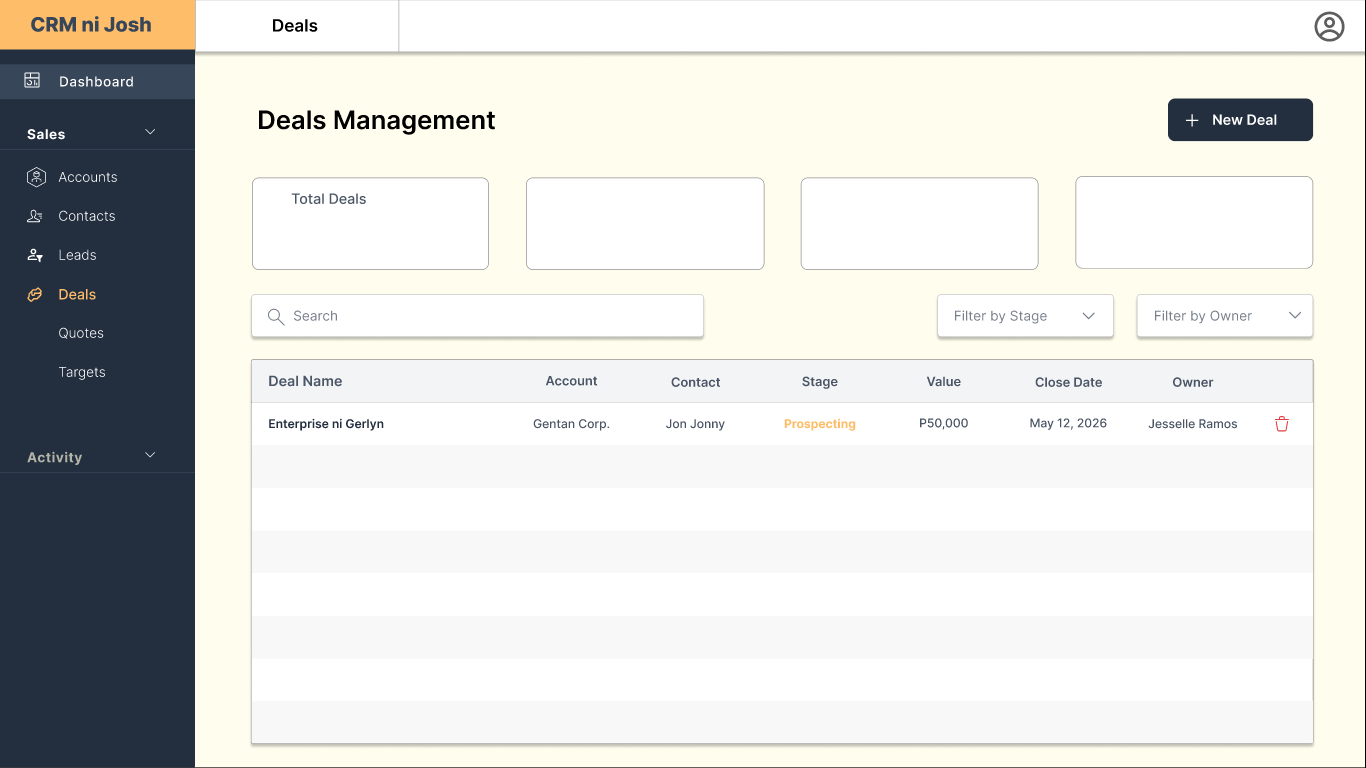 CRM ni Josh
Deals
Dashboard
Sales
Accounts
Contacts
Leads
Deals
Quotes
Targets
Activity
Deals Management
New Deal
Total Deals
Search
Filter by Stage
Filter by Owner
Deal Name Account Contact Stage Value Close Date Owner
Enterprise ni Gerlyn Gentan Corp. Jon Jonny Prospecting P50,000 May 12, 2026 Jesselle Ramos